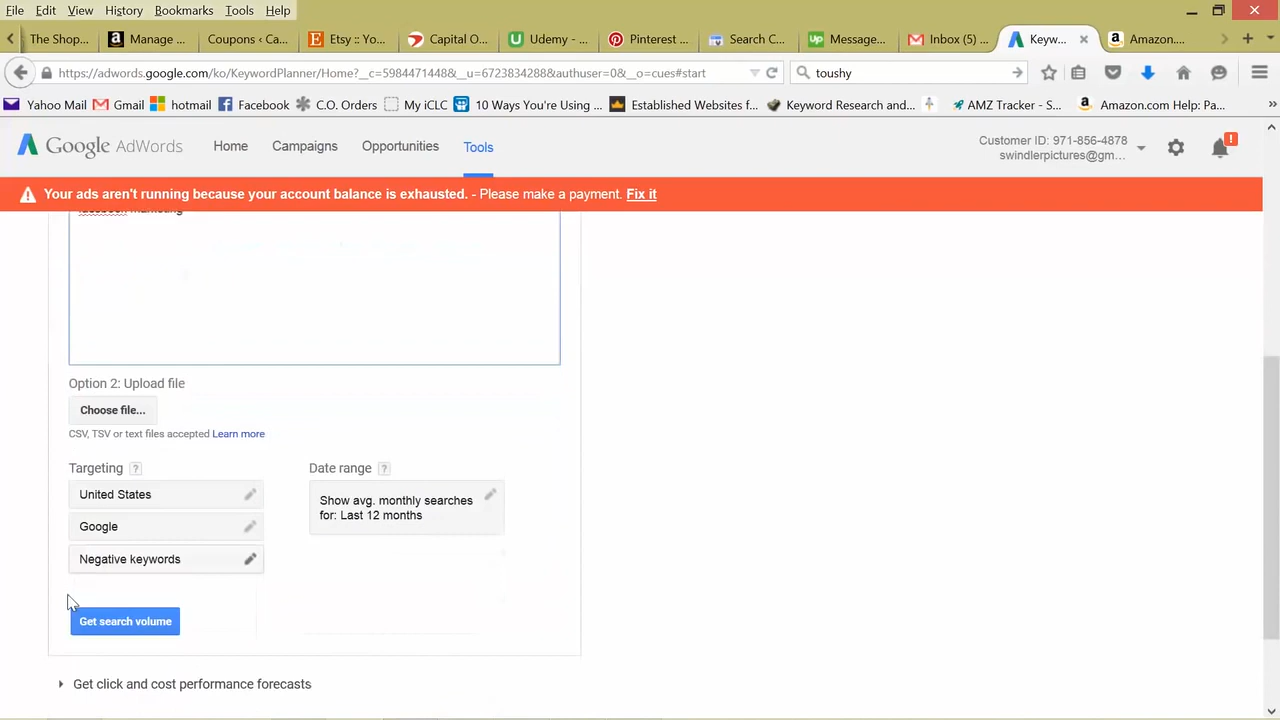 File Edit View History Bookmarks Tools Help
The Shop... Manage ... Coupons ‹ Ca... Etsy :: Yo... Capital O... Udemy - ... Pinterest ... Search C... Message... Inbox (5) ... Keyw... Amazon....
https://adwords.google.com/ko/KeywordPlanner/Home?__c=5984471448&__u=6723834288&authuser=0&__o=cues#start toushy
Yahoo Mail Gmail hotmail Facebook C.O. Orders My iCLC 10 Ways You're Using ... Established Websites f... Keyword Research and... AMZ Tracker - S... Amazon.com Help: Pa...
Google AdWords Home Campaigns Opportunities Tools
Customer ID: 971-856-4878
swindlerpictures@gm...
Your ads aren't running because your account balance is exhausted. - Please make a payment. Fix it
marketing
Option 2: Upload file
Choose file...
CSV, TSV or text files accepted Learn more
Targeting ? Date range ?
United States
Show avg. monthly searches
for: Last 12 months
Google
Negative keywords
Get search volume
Get click and cost performance forecasts